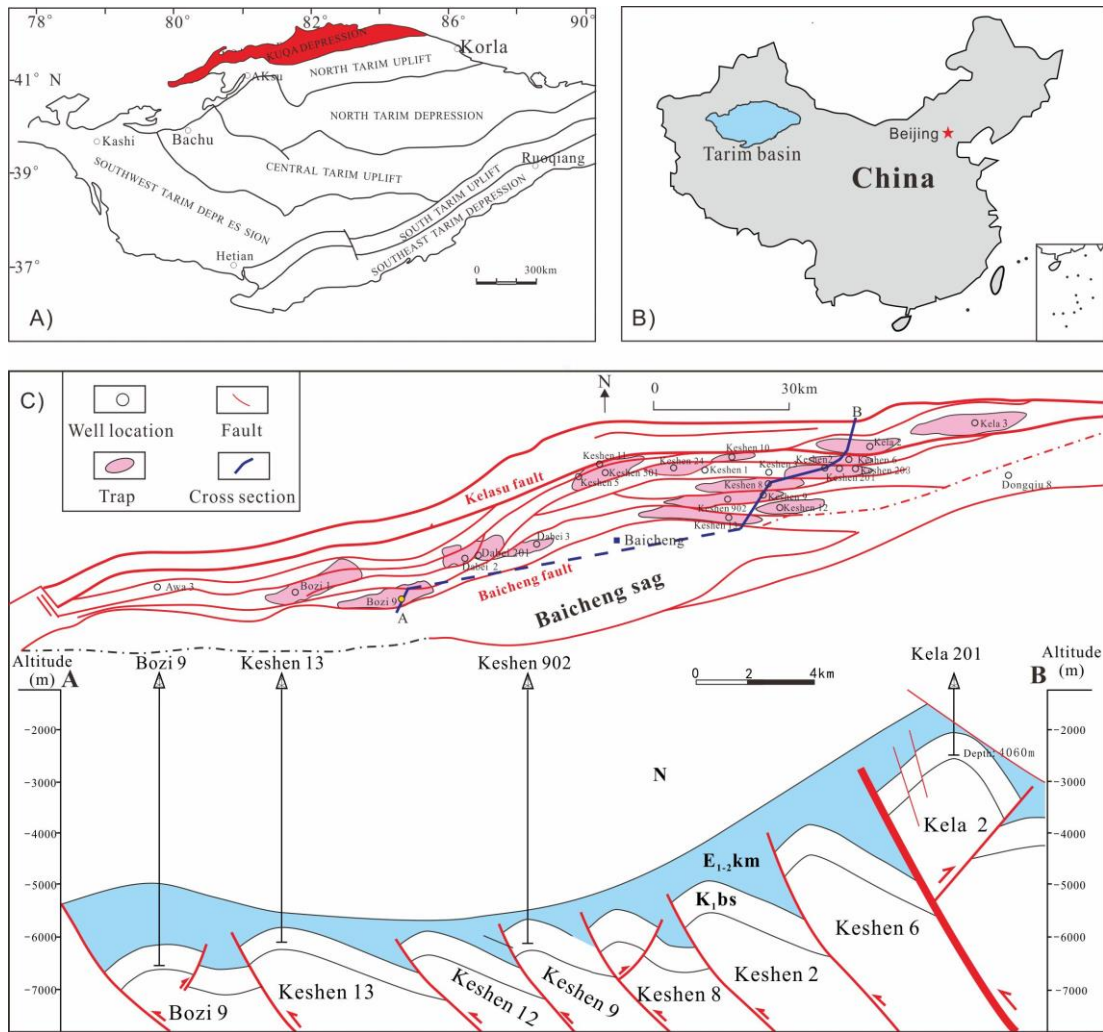 78°
80°
82°
84°
86°
90°
KUQA DEPRESSION
Korla
41° N
AKsu
NORTH TARIM UPLIFT
NORTH TARIM DEPRESSION
Bachu
Kashi
Ruoqiang
39°
CENTRAL TARIM UPLIFT
SOUTHWEST TARIM DEPR ES SION
SOUTH TARIM UPLIFT
SOUTHEAST TARIM DEPRESSION
Hetian
37°
0 300km
A)
Beijing
Tarim basin
China
B)
C)
Well location
Fault
Trap
Cross section
N
0 30km
B
Kela 3
Kela 2
Keshen 10
Keshen 11
Keshen 24
Keshen 501
Keshen 1
Keshen 3
Keshen2
Keshen 6
Keshen 203
Keshen 201
Keshen 5
Keshen 8
Keshen 9
Dongqiu 8
Kelasu fault
Keshen 902
Keshen 12
Keshen 13
Dabei 3
Dabei 201
Dabei 2
Baicheng
Baicheng fault
Baicheng sag
Awa 3
Bozi 1
Bozi 9
A
Altitude
(m)
A
Bozi 9
Keshen 13
Keshen 902
0 2 4km
Kela 201
B
Altitude
(m)
-2000
-3000
-4000
-5000
-6000
-7000
N
Depth: 4060m
Kela 2
E₁₋₂km
K₁bs
Keshen 6
Keshen 2
Keshen 8
Keshen 9
Keshen 12
Keshen 13
Bozi 9
-2000
-3000
-4000
-5000
-6000
-7000